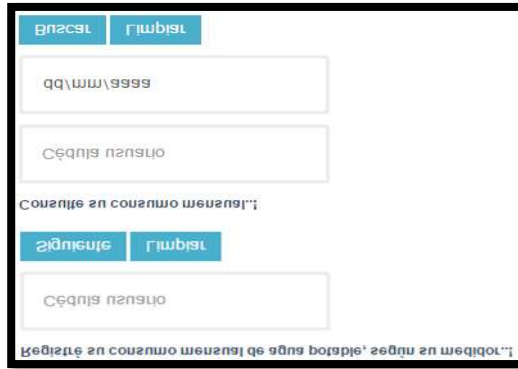 Registre su consumo mensual de agua potable, según su medidor..!
Cédula usuario
Siguiente Limpiar
Consulte su consumo mensual..!
Cédula usuario
dd/mm/aaaa
Buscar Limpiar